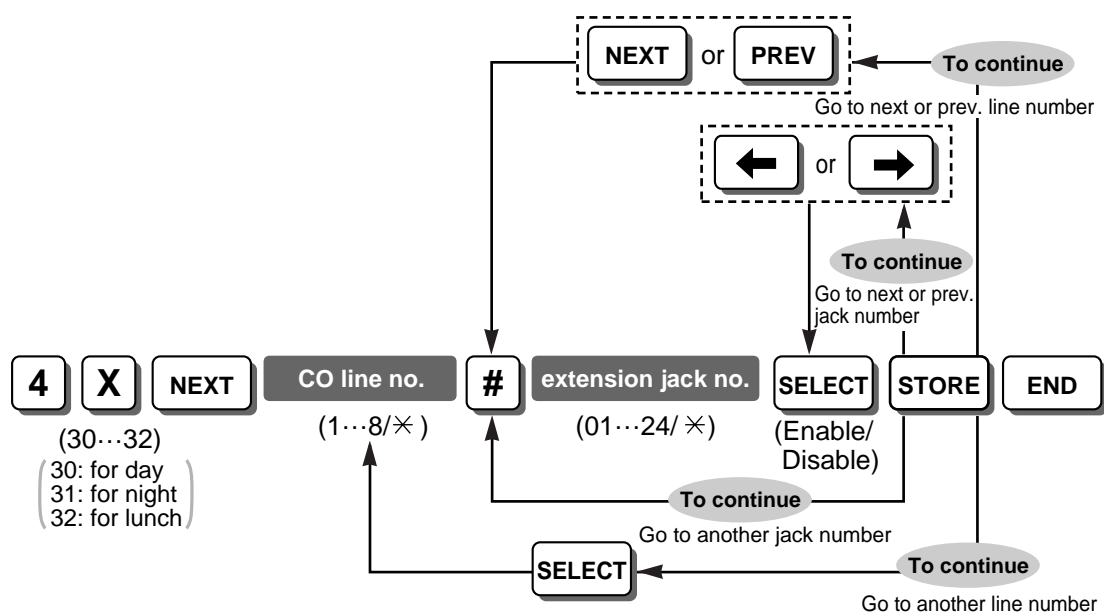 NEXT or PREV
To continue
Go to next or prev. line number
← or →
To continue
Go to next or prev.
jack number
4 X NEXT CO line no. # extension jack no. SELECT STORE END
(30···32)
30: for day
31: for night
32: for lunch
(1···8/✳)
(01···24/✳)
(Enable/
Disable)
To continue
Go to another jack number
SELECT
To continue
Go to another line number